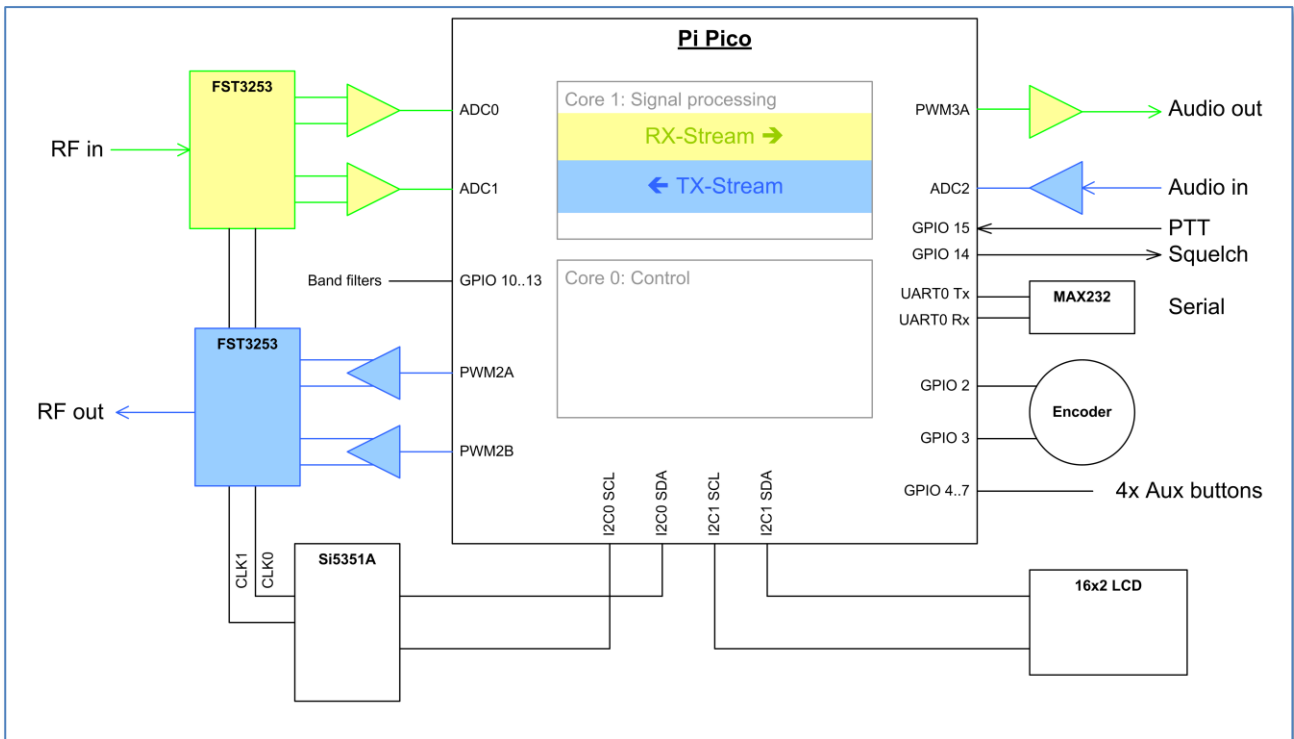 Pi Pico
FST3253
RF in
ADC0
ADC1
Core 1: Signal processing
RX-Stream →
← TX-Stream
PWM3A
Audio out
ADC2
Audio in
GPIO 15
PTT
GPIO 14
Squelch
Band filters
GPIO 10..13
Core 0: Control
UART0 Tx
UART0 Rx
MAX232
Serial
FST3253
RF out
PWM2A
PWM2B
GPIO 2
GPIO 3
Encoder
GPIO 4..7
4x Aux buttons
I2C0 SCL
I2C0 SDA
I2C1 SCL
I2C1 SDA
CLK1
CLK0
Si5351A
16x2 LCD